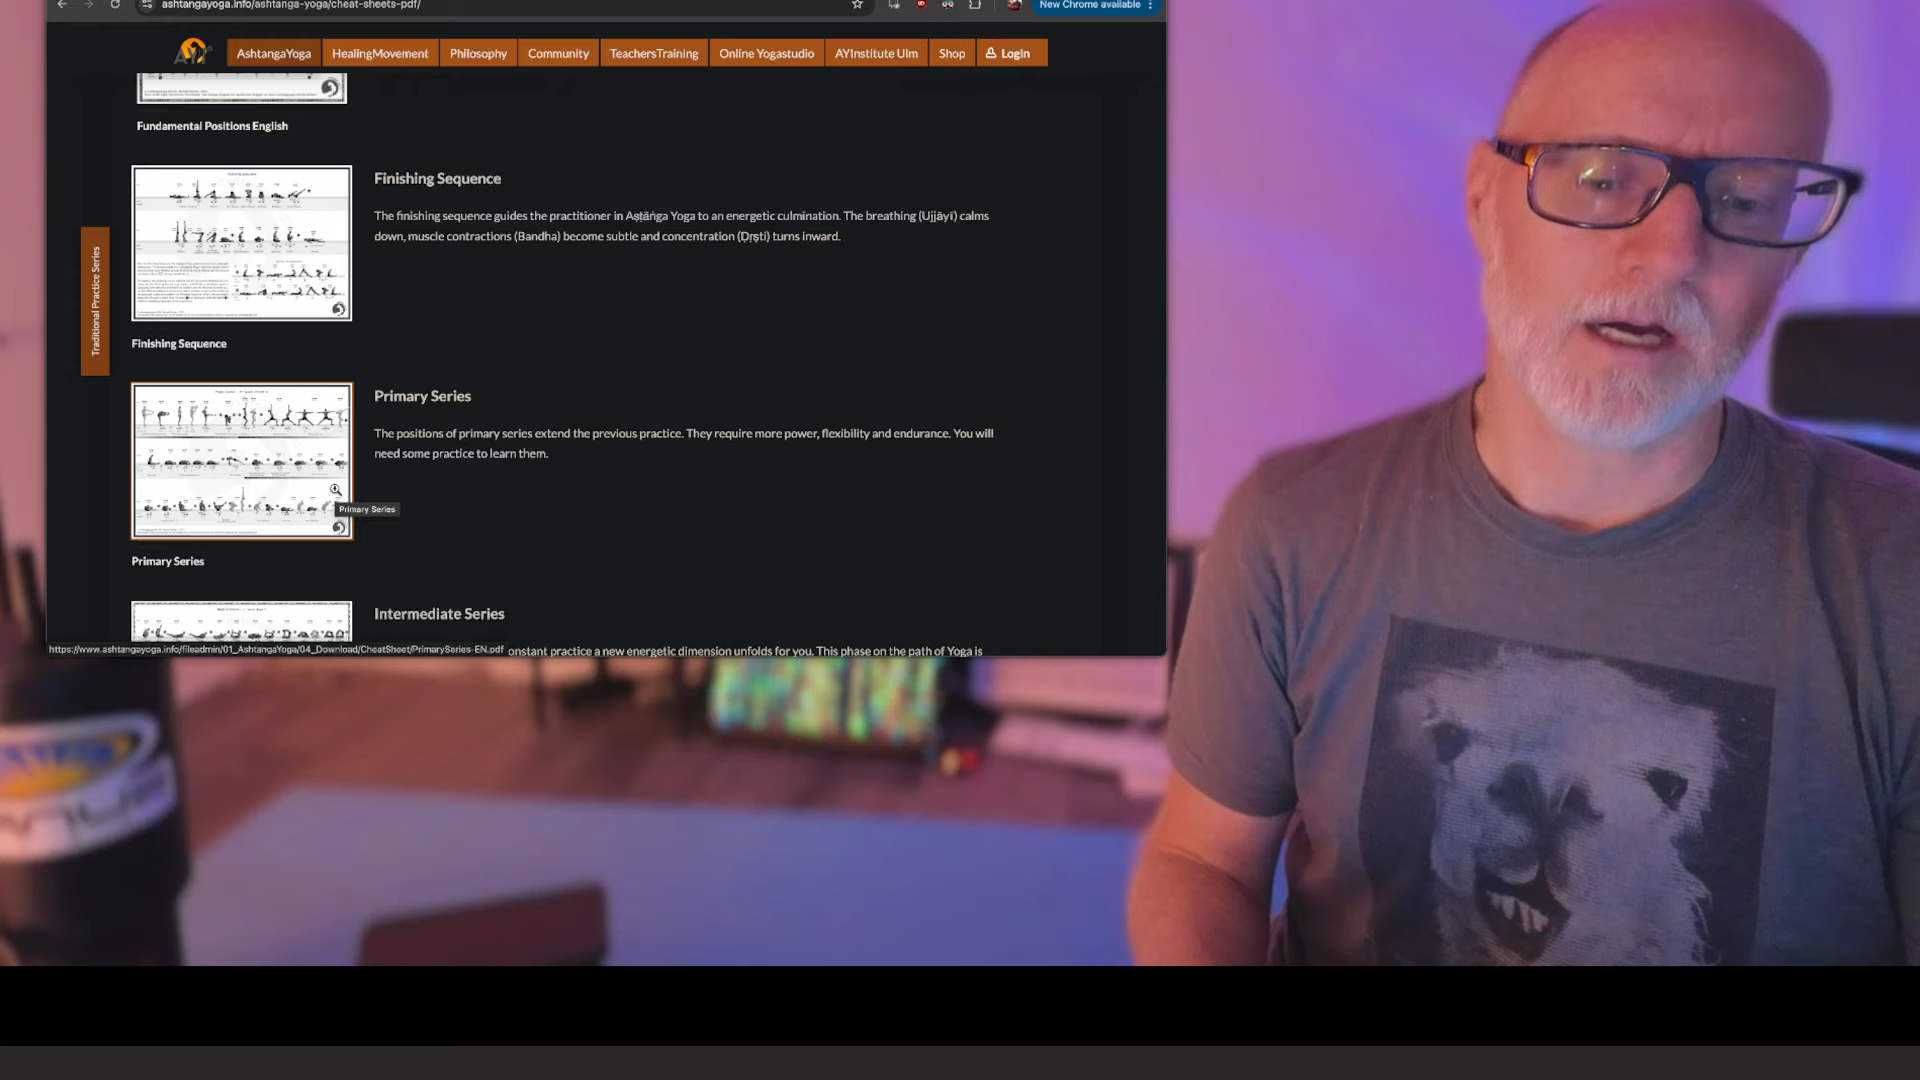 ashtangayoga.info/ashtanga-yoga/cheat-sheets-pdf/
New Chrome available
AYI
AshtangaYoga
HealingMovement
Philosophy
Community
TeachersTraining
Online Yogastudio
AYInstitute Ulm
Shop
Login
Fundamental Positions English
Traditional Practice Series
Finishing Sequence
The finishing sequence guides the practitioner in Aṣṭāṅga Yoga to an energetic culmination. The breathing (Ujjāyī) calms
down, muscle contractions (Bandha) become subtle and concentration (Dṛṣṭi) turns inward.
Finishing Sequence
Primary Series
The positions of primary series extend the previous practice. They require more power, flexibility and endurance. You will
need some practice to learn them.
Primary Series
Primary Series
Intermediate Series
https://www.ashtangayoga.info/fileadmin/01_AshtangaYoga/04_Download/CheatSheet/PrimarySeries-EN.pdf
onstant practice a new energetic dimension unfolds for you. This phase on the path of Yoga is